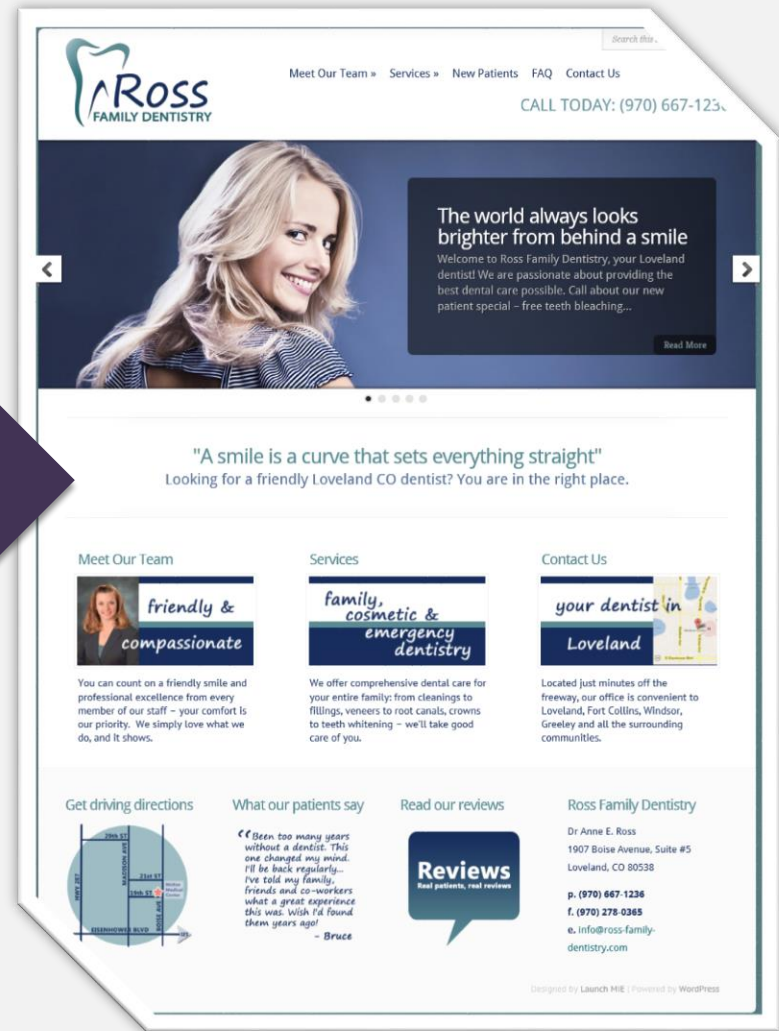 Search this
ROSS
FAMILY DENTISTRY
Meet Our Team » Services » New Patients FAQ Contact Us
CALL TODAY: (970) 667-123
The world always looks
brighter from behind a smile
Welcome to Ross Family Dentistry, your Loveland
dentist! We are passionate about providing the
best dental care possible. Call about our new
patient special – free teeth bleaching...
Read More
"A smile is a curve that sets everything straight"
Looking for a friendly Loveland CO dentist? You are in the right place.
Meet Our Team
friendly &
compassionate
You can count on a friendly smile and
professional excellence from every
member of our staff – your comfort is
our priority. We simply love what we
do, and it shows.
Services
family,
cosmetic &
emergency
dentistry
We offer comprehensive dental care for
your entire family: from cleanings to
fillings, veneers to root canals, crowns
to teeth whitening – we'll take good
care of you.
Contact Us
your dentist in
Loveland
Located just minutes off the
freeway, our office is convenient to
Loveland, Fort Collins, Windsor,
Greeley and all the surrounding
communities.
Get driving directions
29th ST
MADISON AVE
21st ST
19th ST
HWY 287
BOISE AVE
EISENHOWER BLVD
What our patients say
“Been too many years
without a dentist. This
one changed my mind.
I'll be back regularly...
I've told my family,
friends and co-workers
what a great experience
this was. Wish I'd found
them years ago!
– Bruce
Read our reviews
Reviews
Real patients, real reviews
Ross Family Dentistry
Dr Anne E. Ross
1907 Boise Avenue, Suite #5
Loveland, CO 80538
p. (970) 667-1236
f. (970) 278-0365
e. info@ross-family-
dentistry.com
Designed by Launch MiE | Powered by WordPress